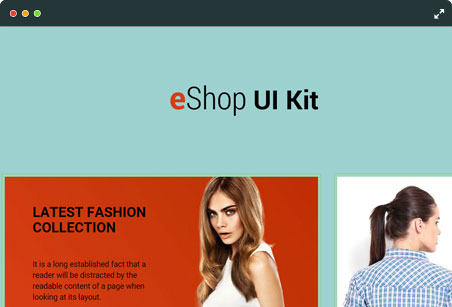 eShop UI Kit
LATEST FASHION
COLLECTION
It is a long established fact that a
reader will be distracted by the
readable content of a page when
looking at its layout.